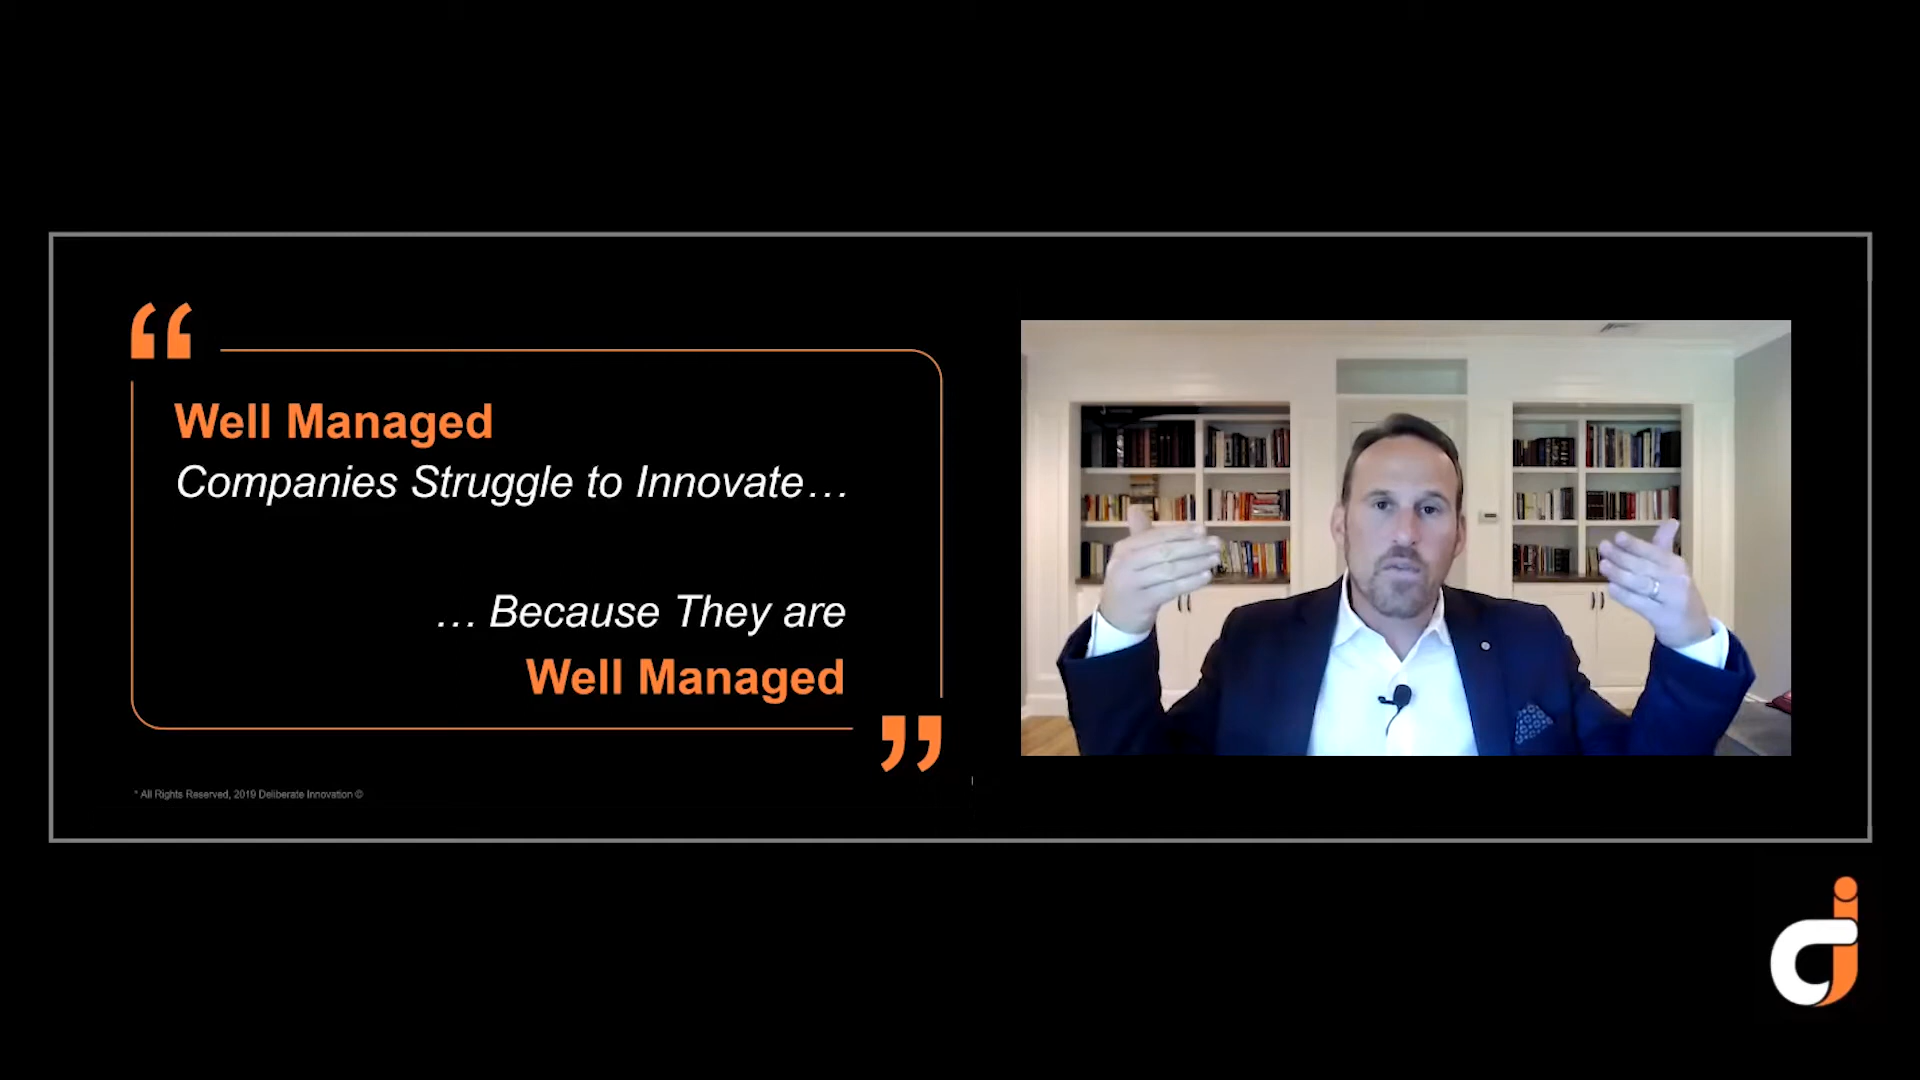 Well Managed
Companies Struggle to Innovate…
… Because They are
Well Managed
* All Rights Reserved, 2019 Deliberate Innovation ©